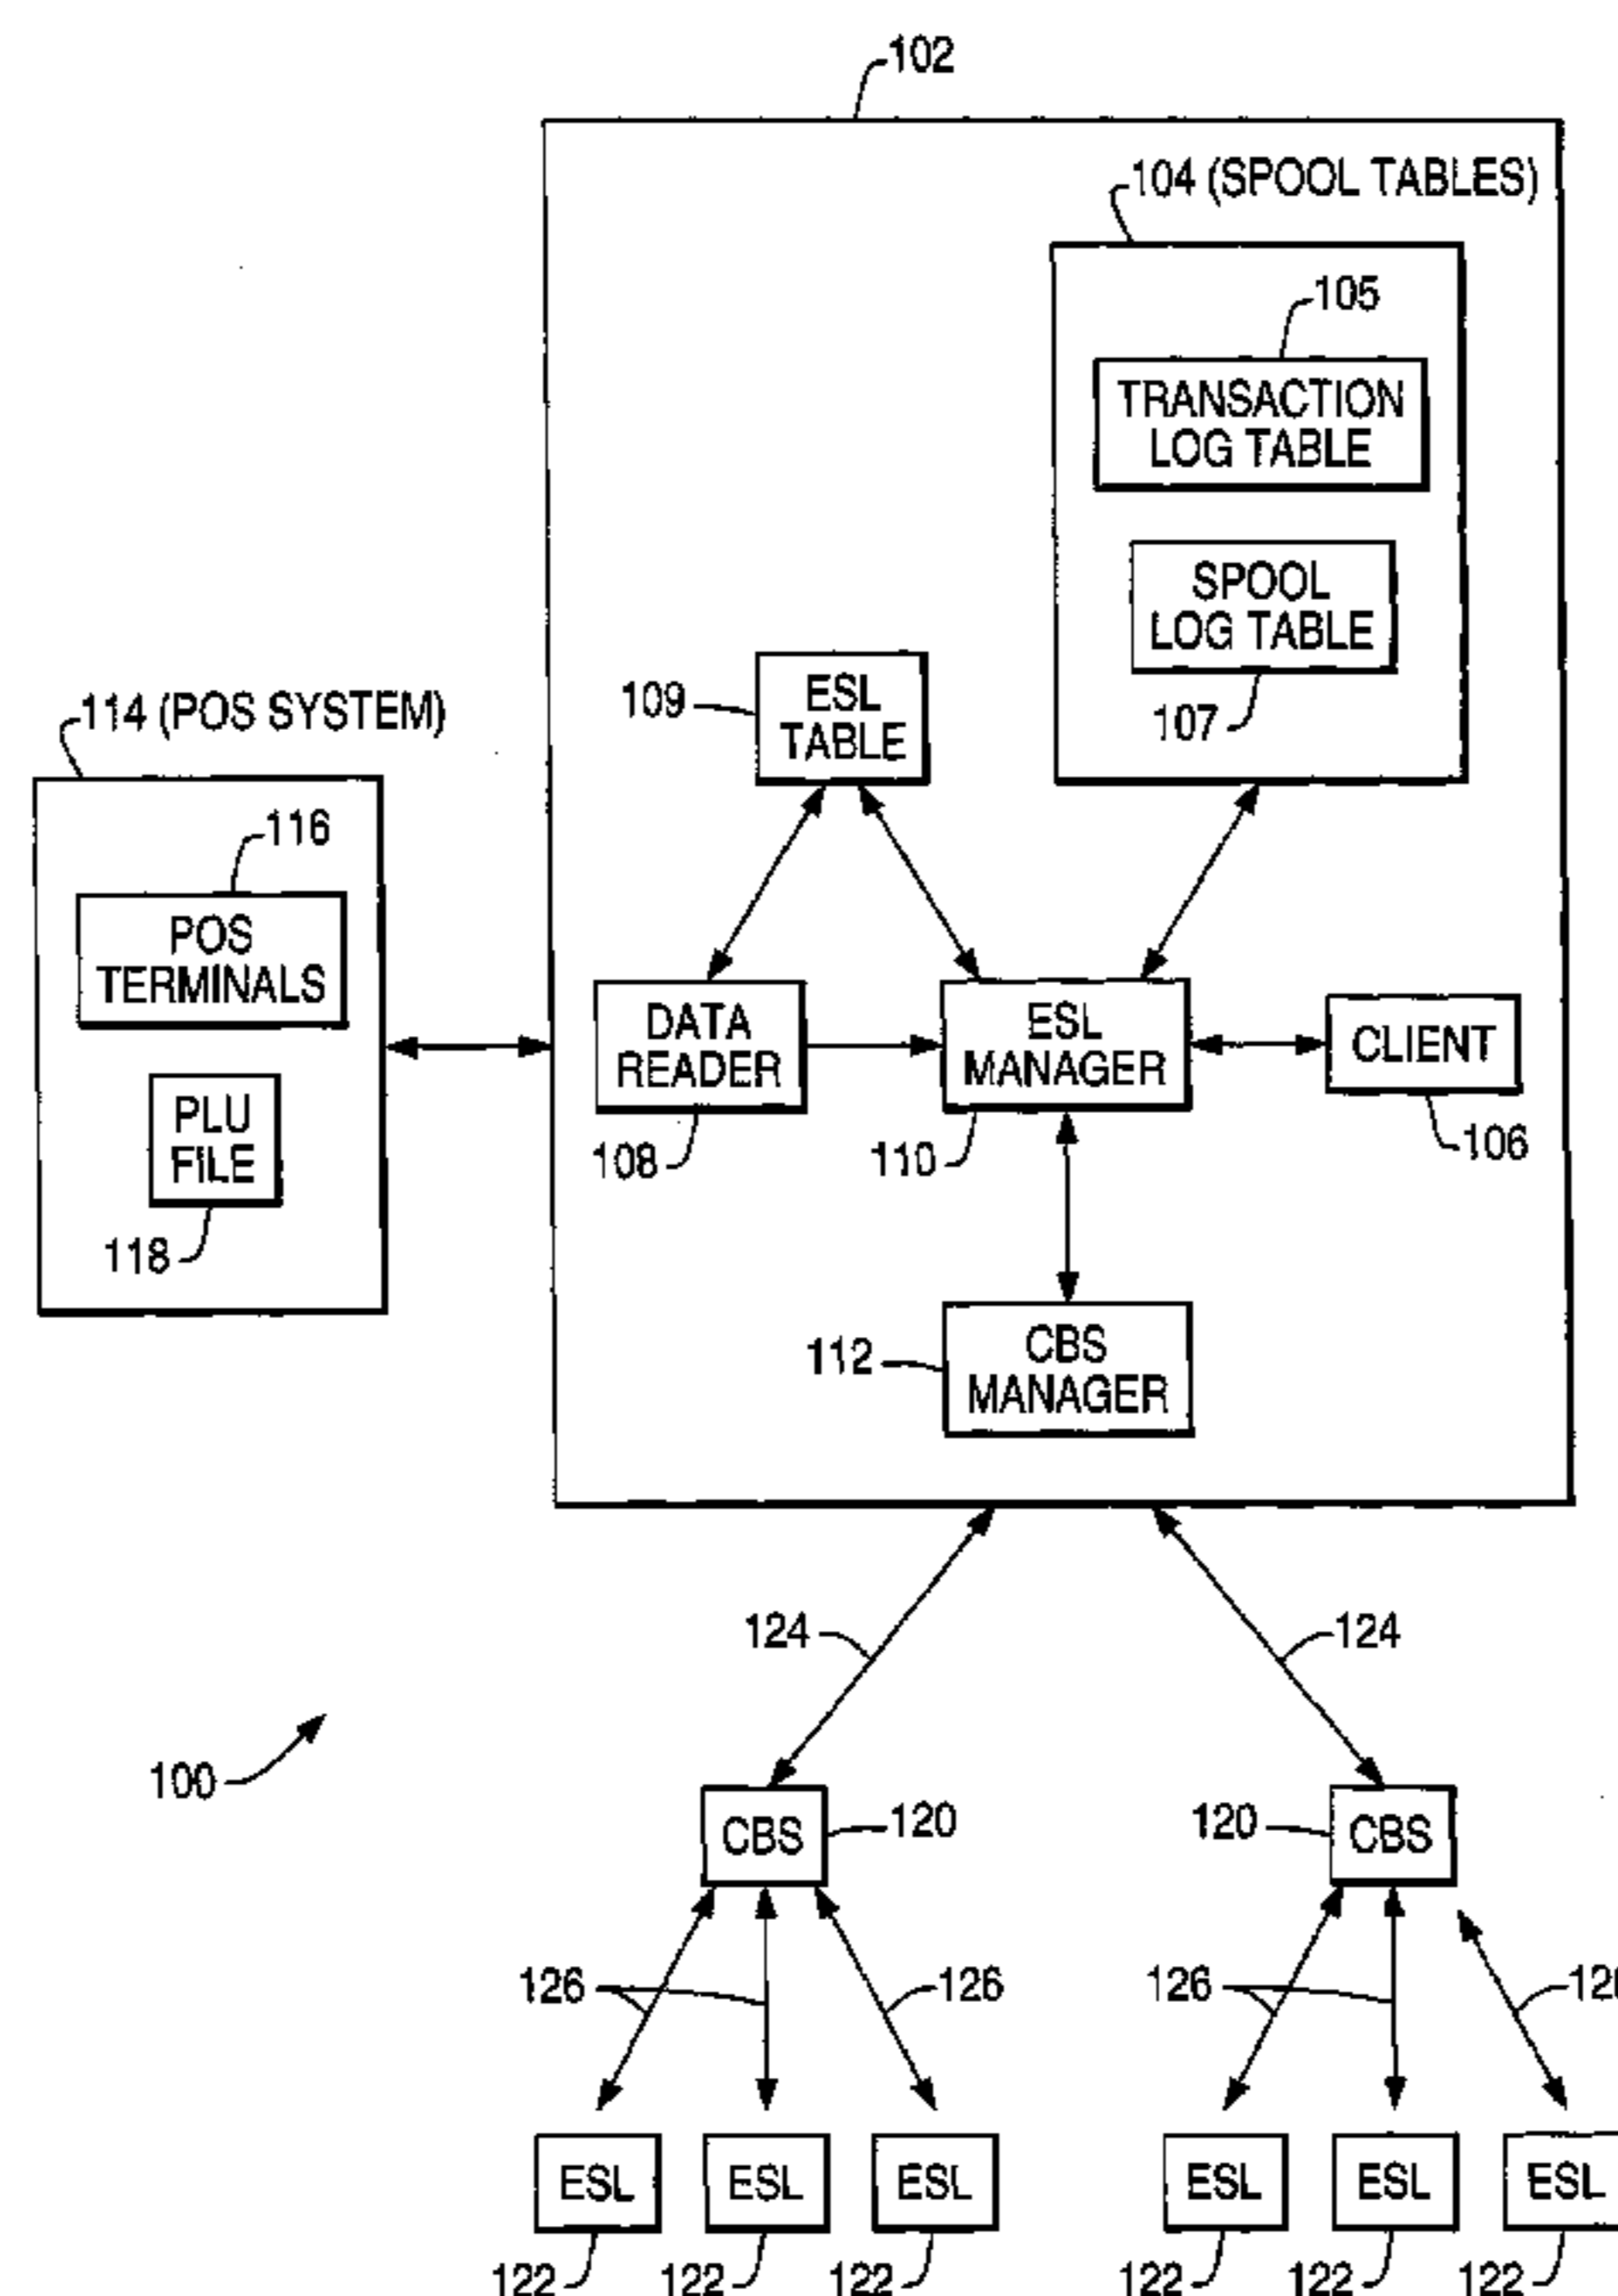 102
104 (SPOOL TABLES)
105
TRANSACTION
LOG TABLE
SPOOL
LOG TABLE
107
109
ESL
TABLE
114 (POS SYSTEM)
116
POS
TERMINALS
PLU
FILE
118
DATA
READER
108
ESL
MANAGER
110
CLIENT
106
112
CBS
MANAGER
124
124
100
CBS
120
120
CBS
126
126
126
ESL
ESL
ESL
ESL
ESL
ESL
122
122
122
122
122
122